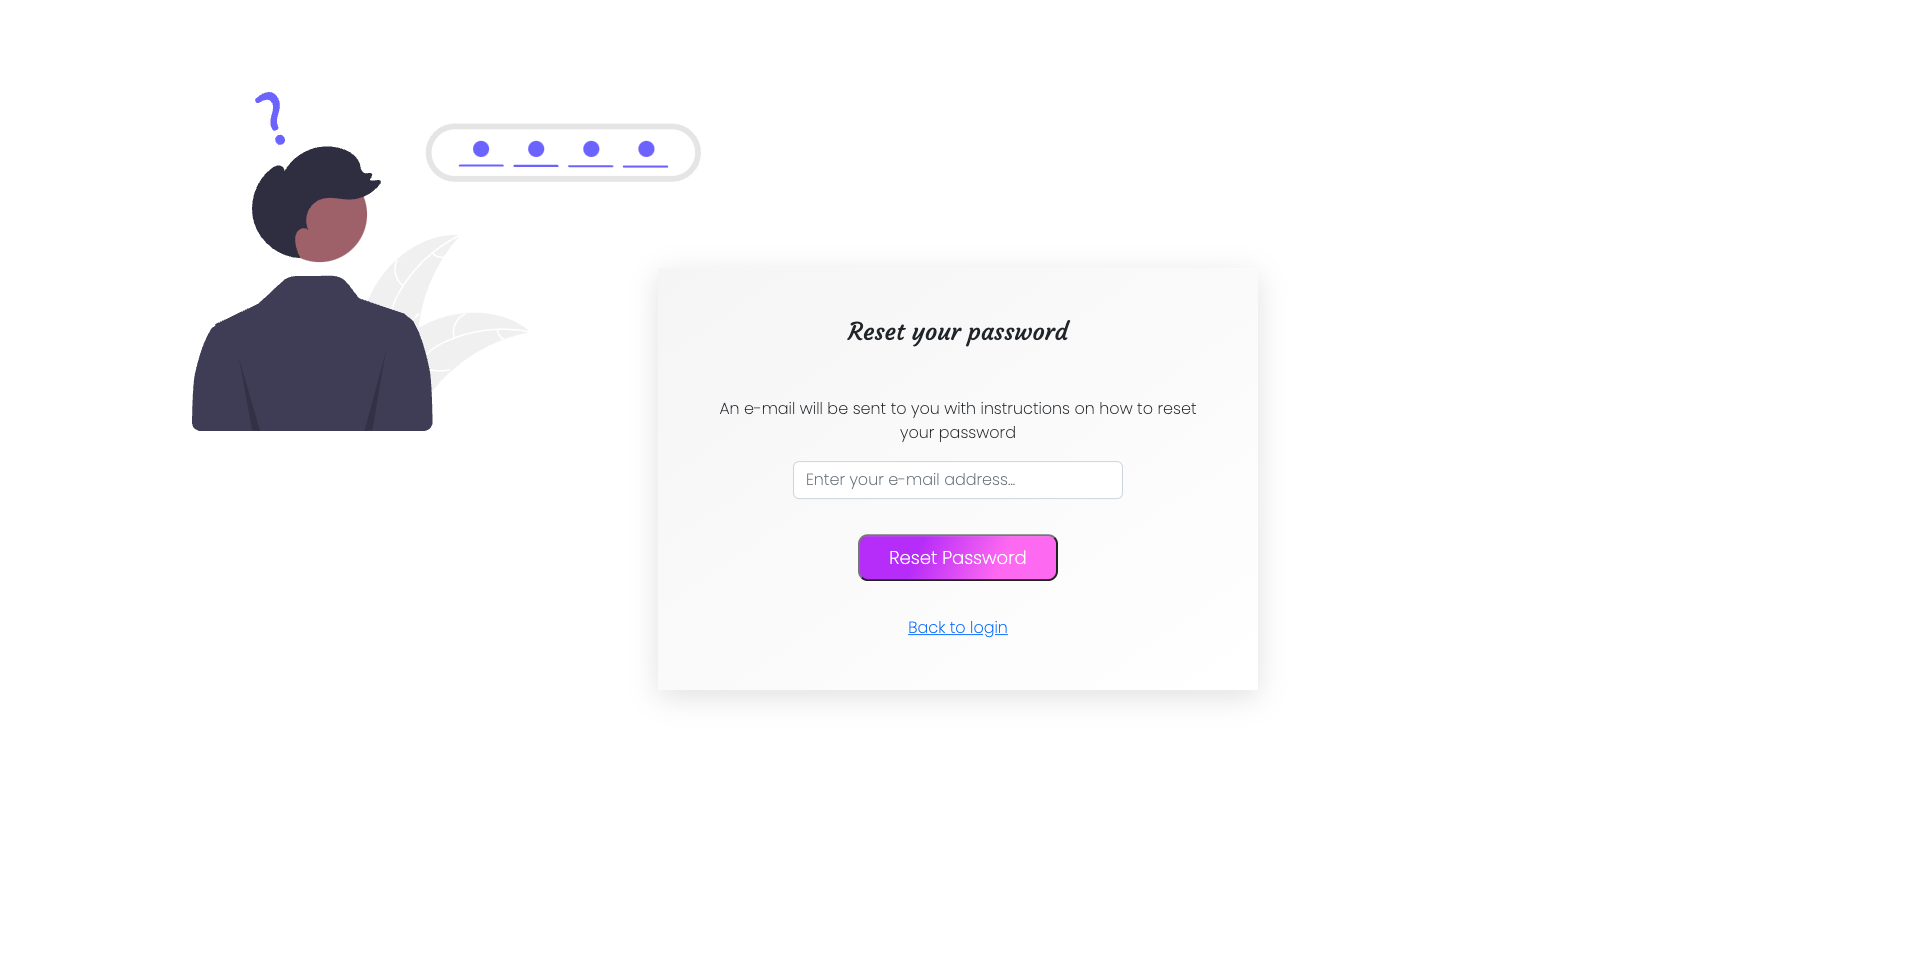 ?
Reset your password
An e-mail will be sent to you with instructions on how to reset
your password
Enter your e-mail address...
Reset Password
Back to login